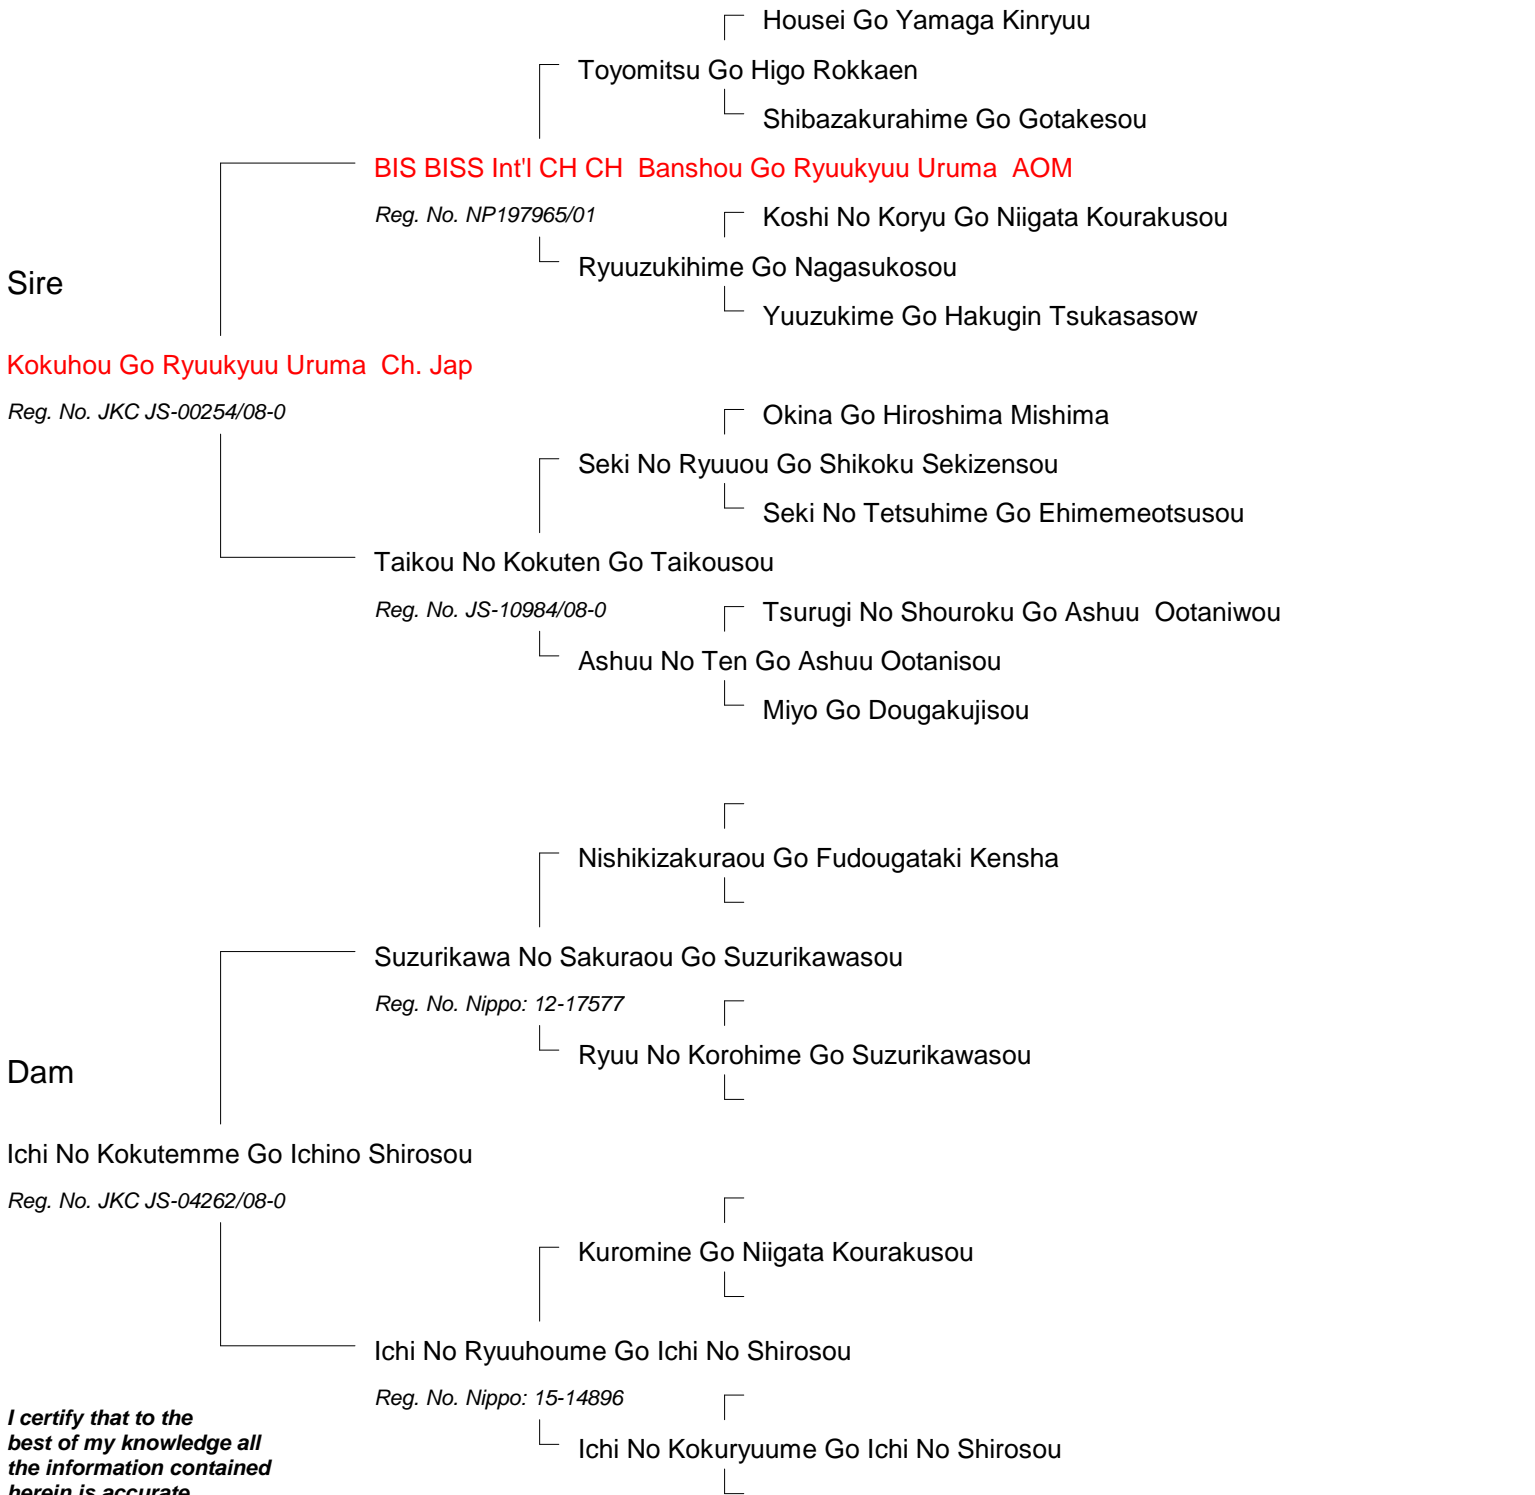 Housei Go Yamaga Kinryuu
Toyomitsu Go Higo Rokkaen
Shibazakurahime Go Gotakesou
BIS BISS Int'l CH CH  Banshou Go Ryuukyuu Uruma  AOM
Reg. No. NP197965/01
Koshi No Koryu Go Niigata Kourakusou
Ryuuzukihime Go Nagasukosou
Sire
Yuuzukime Go Hakugin Tsukasasow
Kokuhou Go Ryuukyuu Uruma  Ch. Jap
Reg. No. JKC JS-00254/08-0
Okina Go Hiroshima Mishima
Seki No Ryuuou Go Shikoku Sekizensou
Seki No Tetsuhime Go Ehimemeotsusou
Taikou No Kokuten Go Taikousou
Reg. No. JS-10984/08-0
Tsurugi No Shouroku Go Ashuu  Ootaniwou
Ashuu No Ten Go Ashuu Ootanisou
Miyo Go Dougakujisou
Nishikizakuraou Go Fudougataki Kensha
Suzurikawa No Sakuraou Go Suzurikawasou
Reg. No. Nippo: 12-17577
Ryuu No Korohime Go Suzurikawasou
Dam
Ichi No Kokutemme Go Ichino Shirosou
Reg. No. JKC JS-04262/08-0
Kuromine Go Niigata Kourakusou
Ichi No Ryuuhoume Go Ichi No Shirosou
Reg. No. Nippo: 15-14896
Ichi No Kokuryuume Go Ichi No Shirosou
I certify that to the
best of my knowledge all
the information contained
herein is accurate